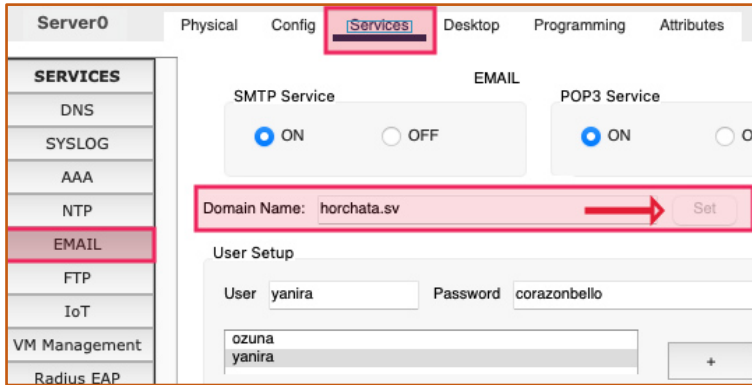 Server0
Physical Config Services Desktop Programming Attributes
SERVICES
DNS
SYSLOG
AAA
NTP
EMAIL
FTP
IoT
VM Management
Radius EAP
EMAIL
SMTP Service
ON OFF
POP3 Service
ON O
Domain Name: horchata.sv Set
User Setup
User yanira Password corazonbello
ozuna
yanira
+